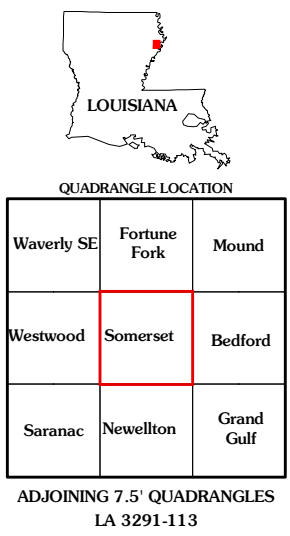 LOUISIANA
QUADRANGLE LOCATION
Waverly SE
Fortune
Fork
Mound
Westwood
Somerset
Bedford
Saranac
Newellton
Grand
Gulf
ADJOINING 7.5' QUADRANGLES
LA 3291-113